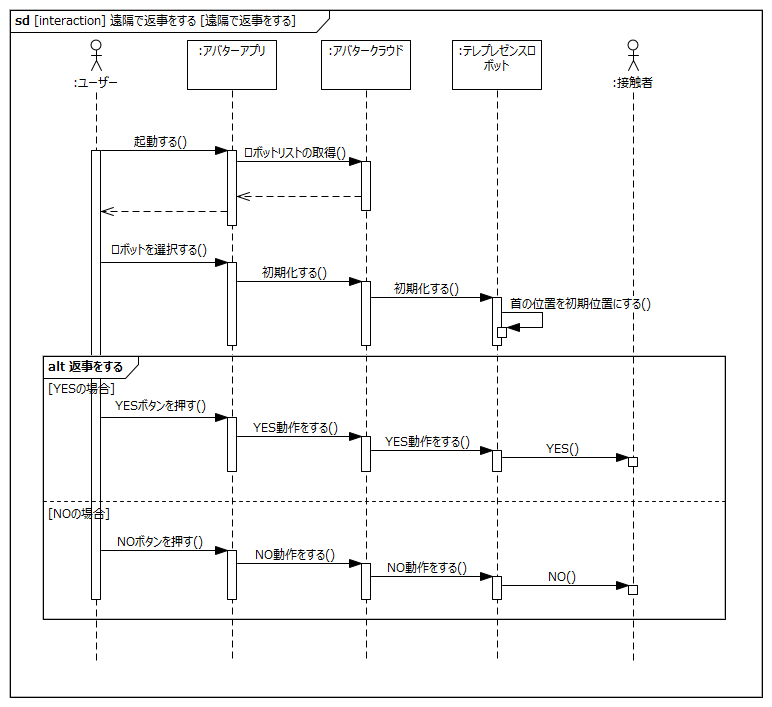 sd [interaction] 遠隔で返事をする [遠隔で返事をする]
:ユーザー
:アバターアプリ
:アバタークラウド
:テレプレゼンスロ
ボット
:接触者
起動する()
ロボットリストの取得()
ロボットを選択する()
初期化する()
初期化する()
首の位置を初期位置にする()
alt 返事をする
[YESの場合]
YESボタンを押す()
YES動作をする()
YES動作をする()
YES()
[NOの場合]
NOボタンを押す()
NO動作をする()
NO動作をする()
NO()